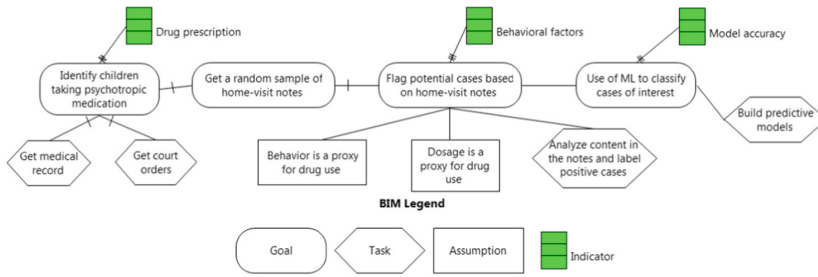 Drug prescription
Behavioral factors
Model accuracy
Identify children
taking psychotropic
medication
Get a random sample of
home-visit notes
Flag potential cases based
on home-visit notes
Use of ML to classify
cases of interest
Build predictive
models
Get medical
record
Get court
orders
Behavior is a proxy
for drug use
Dosage is a
proxy for drug
use
Analyze content in
the notes and label
positive cases
BIM Legend
Goal
Task
Assumption
Indicator